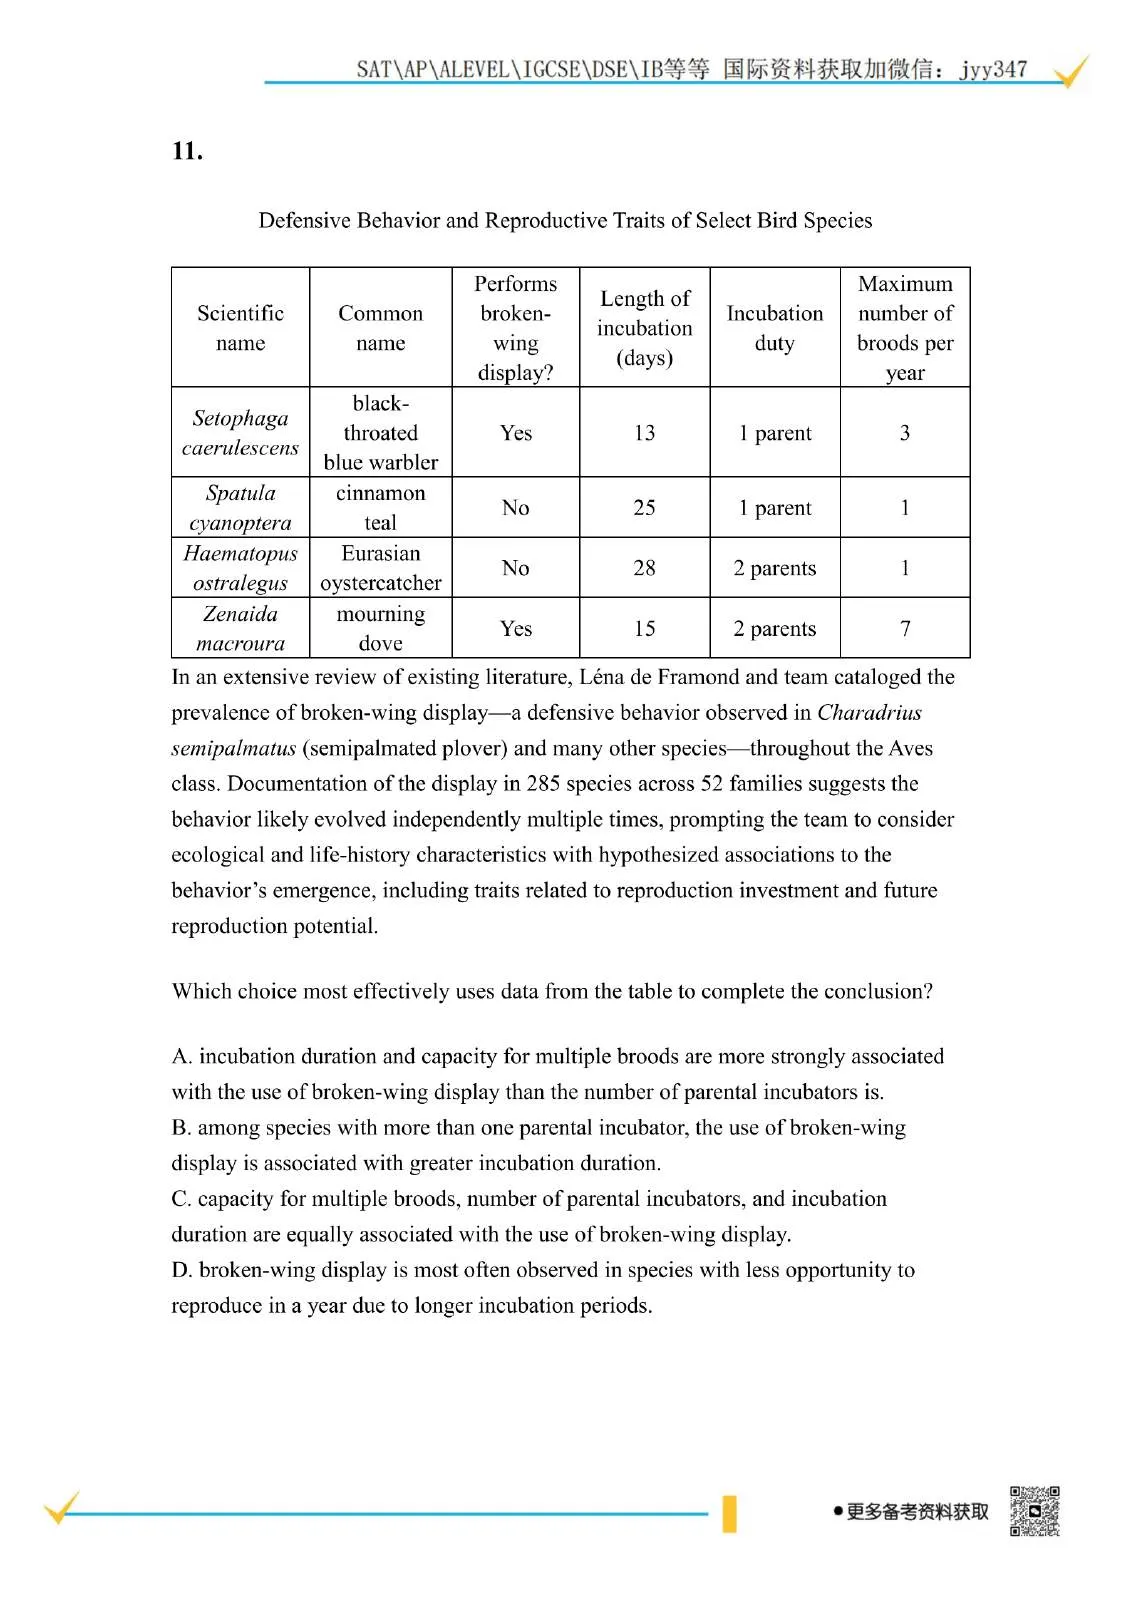 SAT\AP\ALEVEL\IGCSE\DSE\IB等等 国际资料获取加微信：jyy347
11.
Defensive Behavior and Reproductive Traits of Select Bird Species
Scientific name
Common name
Performs broken-wing display?
Length of incubation (days)
Incubation duty
Maximum number of broods per year
Setophaga caerulescens
black-throated blue warbler
Yes
13
1 parent
3
Spatula cyanoptera
cinnamon teal
No
25
1 parent
1
Haematopus ostralegus
Eurasian oystercatcher
No
28
2 parents
1
Zenaida macroura
mourning dove
Yes
15
2 parents
7
In an extensive review of existing literature, Léna de Framond and team cataloged the
prevalence of broken-wing display—a defensive behavior observed in Charadrius
semipalmatus (semipalmated plover) and many other species—throughout the Aves
class. Documentation of the display in 285 species across 52 families suggests the
behavior likely evolved independently multiple times, prompting the team to consider
ecological and life-history characteristics with hypothesized associations to the
behavior’s emergence, including traits related to reproduction investment and future
reproduction potential.
Which choice most effectively uses data from the table to complete the conclusion?
A. incubation duration and capacity for multiple broods are more strongly associated
with the use of broken-wing display than the number of parental incubators is.
B. among species with more than one parental incubator, the use of broken-wing
display is associated with greater incubation duration.
C. capacity for multiple broods, number of parental incubators, and incubation
duration are equally associated with the use of broken-wing display.
D. broken-wing display is most often observed in species with less opportunity to
reproduce in a year due to longer incubation periods.
●更多备考资料获取